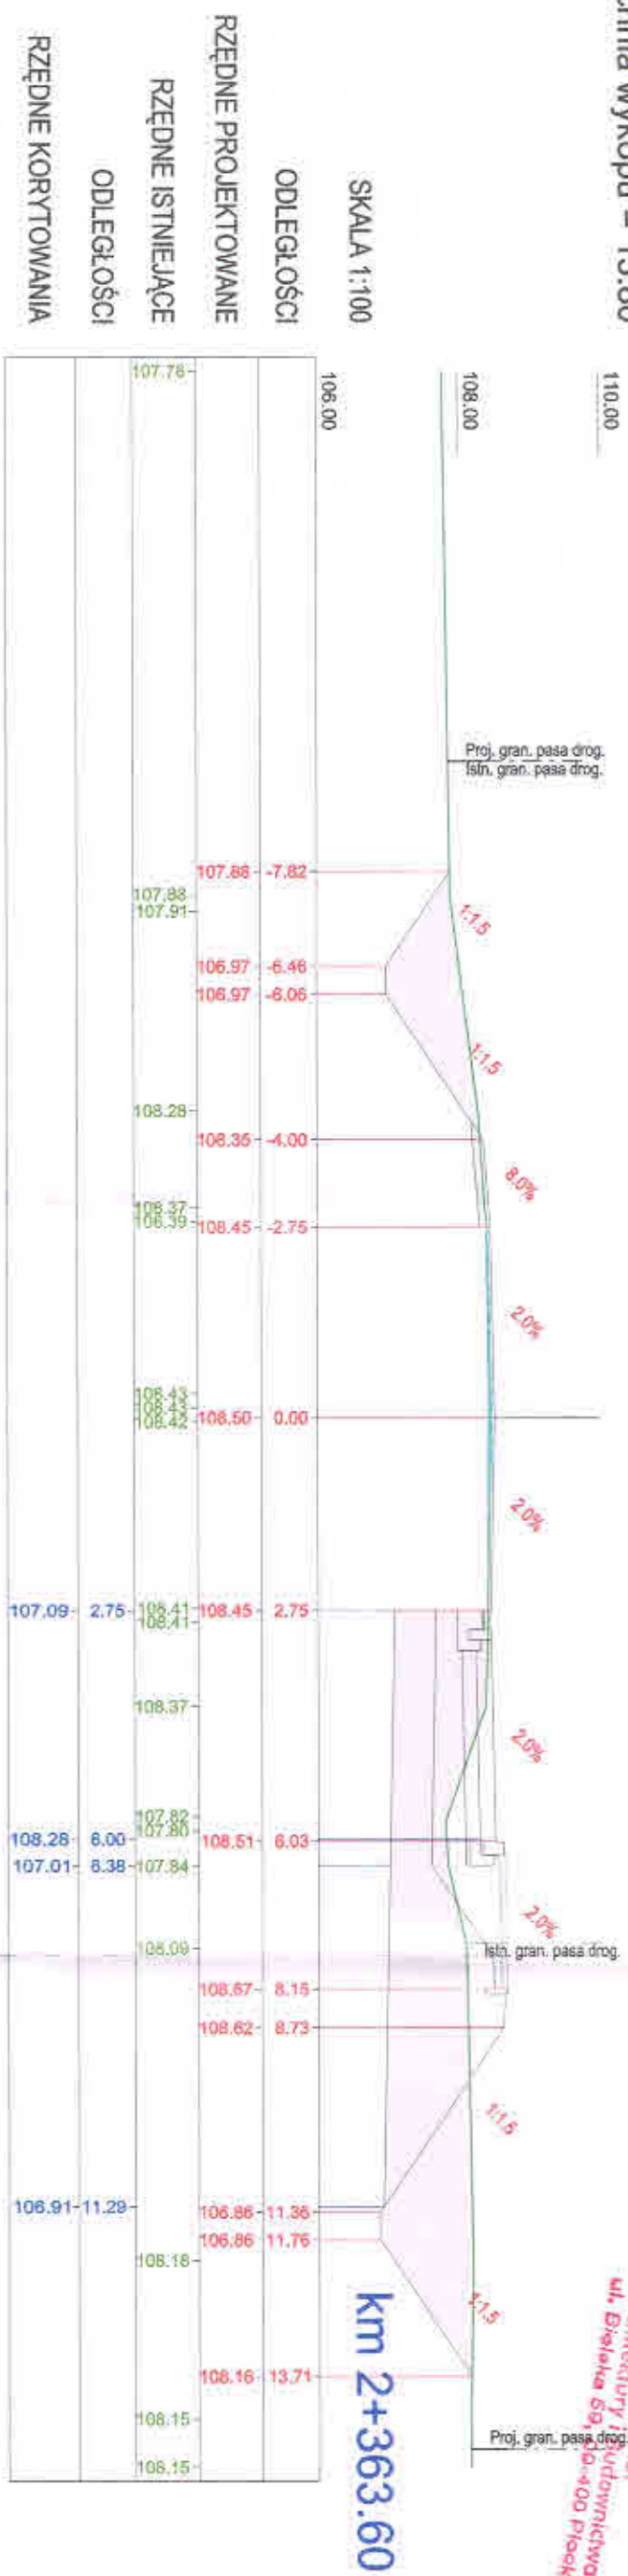 km 2+363.60
110.00
108.00
106.00
Proj. gran. pasa drog.
Istn. gran. pasa drog.
1:1.5
1:1.5
8.0%
2.0%
2.0%
2.0%
2.0%
Istn. gran. pasa drog.
1:1.5
1:1.5
Proj. gran. pasa drog.
SKALA 1:100
ODLEGŁOŚCI
-7.82 -6.46 -6.06 -4.00 -2.75 0.00 2.75 6.03 8.15 8.73 11.36 11.76 13.71
RZĘDNE PROJEKTOWANE
107.88 106.97 106.97 108.35 108.45 108.50 108.45 108.51 108.67 108.62 106.86 106.86 108.16
RZĘDNE ISTNIEJĄCE
107.78 107.88 107.91 108.28 108.37 108.39 108.42 108.41 108.41 108.37 107.82 107.80 107.84 108.09 108.18 108.15 108.15
ODLEGŁOŚCI
2.75 6.00 6.38 11.29
RZĘDNE KORYTOWANIA
107.09 108.28 107.01 106.91
wykopu =
ul. Bielska 59, 09-400 Płock